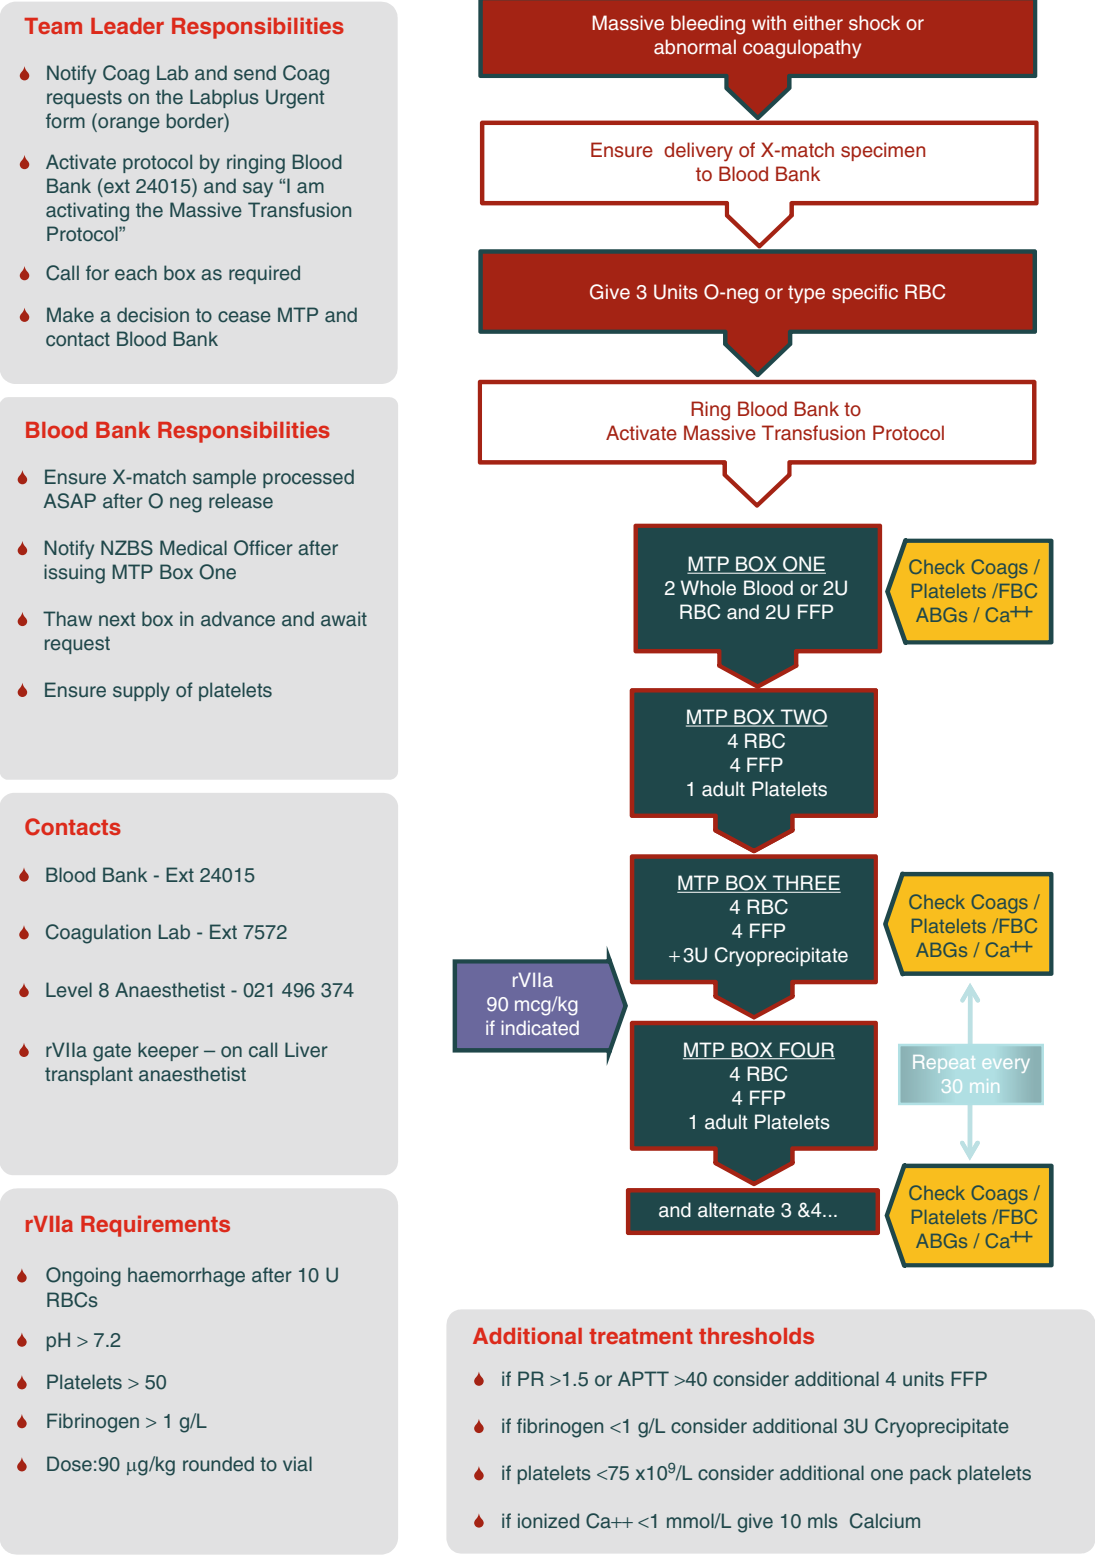 Team Leader Responsibilities
Notify Coag Lab and send Coag
requests on the Labplus Urgent
form (orange border)
Activate protocol by ringing Blood
Bank (ext 24015) and say “I am
activating the Massive Transfusion
Protocol”
Call for each box as required
Make a decision to cease MTP and
contact Blood Bank
Blood Bank Responsibilities
Ensure X-match sample processed
ASAP after O neg release
Notify NZBS Medical Officer after
issuing MTP Box One
Thaw next box in advance and await
request
Ensure supply of platelets
Contacts
Blood Bank - Ext 24015
Coagulation Lab - Ext 7572
Level 8 Anaesthetist - 021 496 374
rVIIa gate keeper – on call Liver
transplant anaesthetist
rVIIa Requirements
Ongoing haemorrhage after 10 U
RBCs
pH > 7.2
Platelets > 50
Fibrinogen > 1 g/L
Dose:90 µg/kg rounded to vial
Massive bleeding with either shock or
abnormal coagulopathy
Ensure delivery of X-match specimen
to Blood Bank
Give 3 Units O-neg or type specific RBC
Ring Blood Bank to
Activate Massive Transfusion Protocol
MTP BOX ONE
2 Whole Blood or 2U
RBC and 2U FFP
Check Coags /
Platelets /FBC
ABGs / Ca++
MTP BOX TWO
4 RBC
4 FFP
1 adult Platelets
MTP BOX THREE
4 RBC
4 FFP
+3U Cryoprecipitate
Check Coags /
Platelets /FBC
ABGs / Ca++
rVIIa
90 mcg/kg
if indicated
MTP BOX FOUR
4 RBC
4 FFP
1 adult Platelets
Repeat every
30 min
and alternate 3 &4...
Check Coags /
Platelets /FBC
ABGs / Ca++
Additional treatment thresholds
if PR >1.5 or APTT >40 consider additional 4 units FFP
if fibrinogen <1 g/L consider additional 3U Cryoprecipitate
if platelets <75 x10⁹/L consider additional one pack platelets
if ionized Ca++ <1 mmol/L give 10 mls Calcium